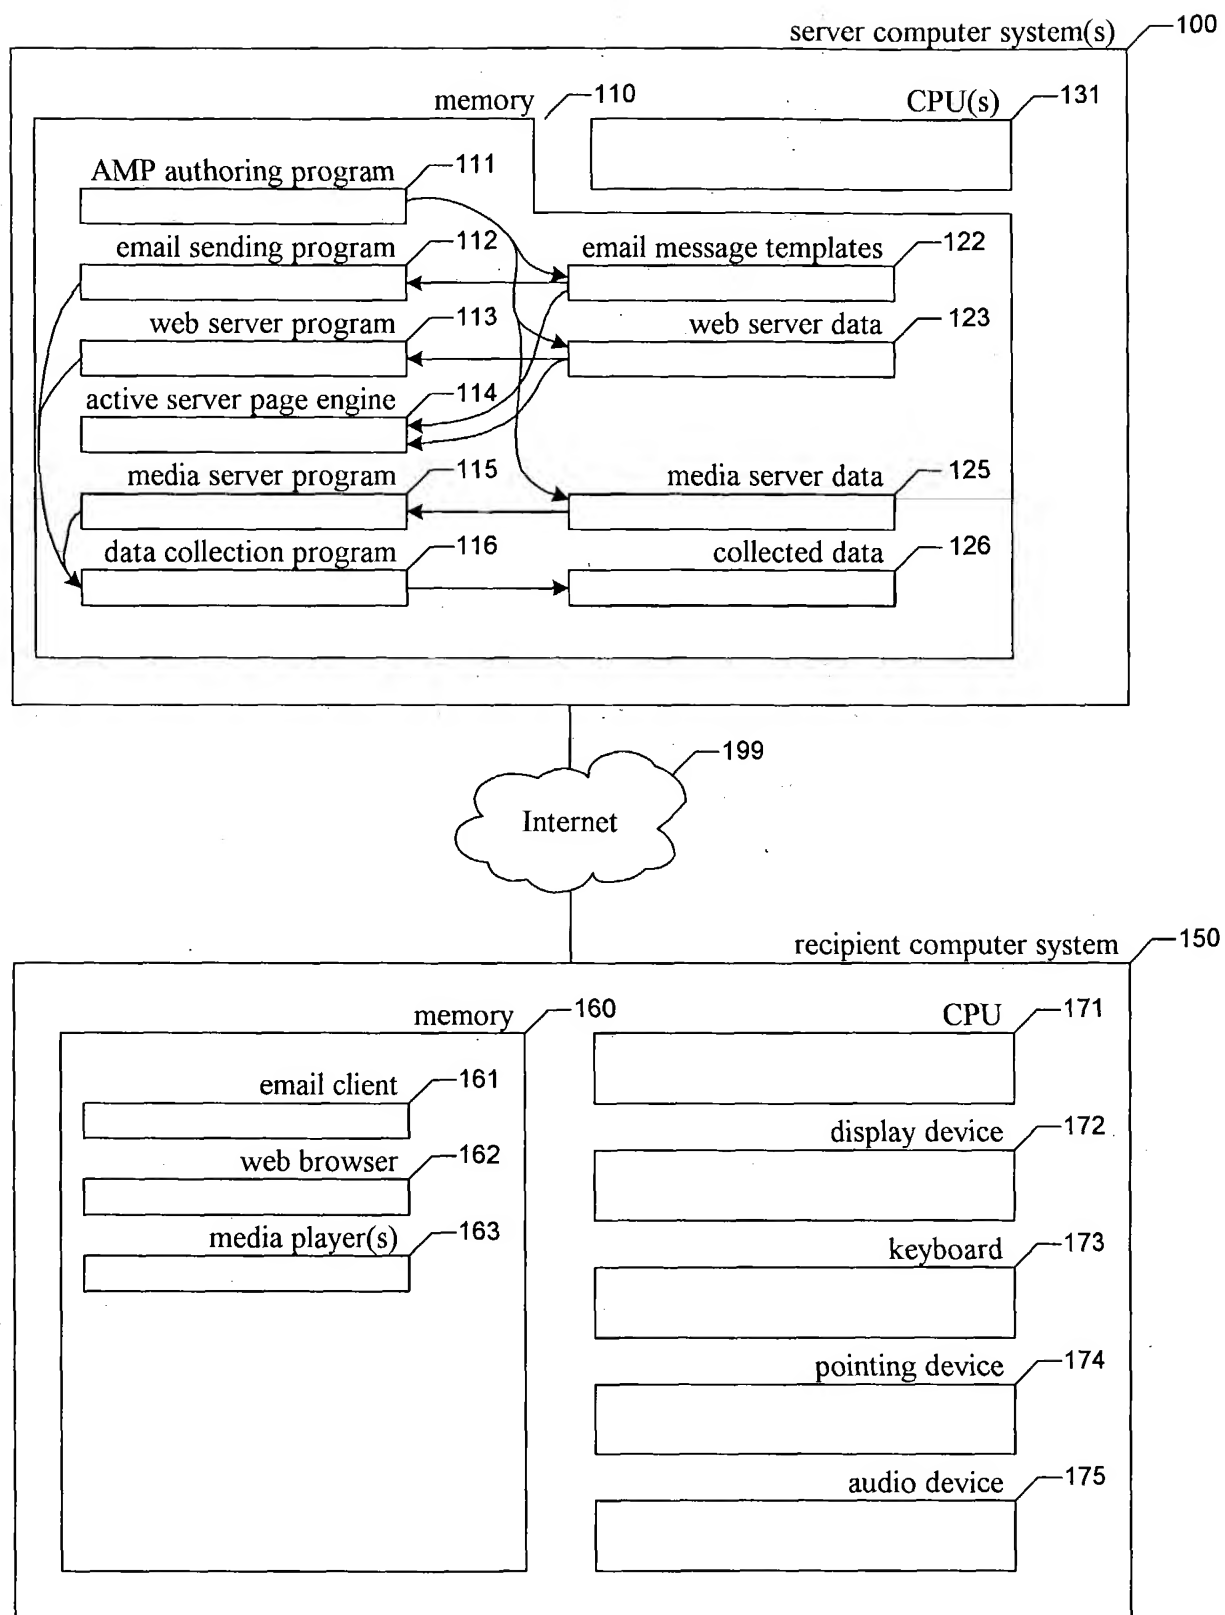 server computer system(s) 100
memory 110
CPU(s) 131
AMP authoring program 111
email sending program 112
email message templates 122
web server program 113
web server data 123
active server page engine 114
media server program 115
media server data 125
data collection program 116
collected data 126
199
Internet
recipient computer system 150
memory 160
CPU 171
email client 161
display device 172
web browser 162
media player(s) 163
keyboard 173
pointing device 174
audio device 175